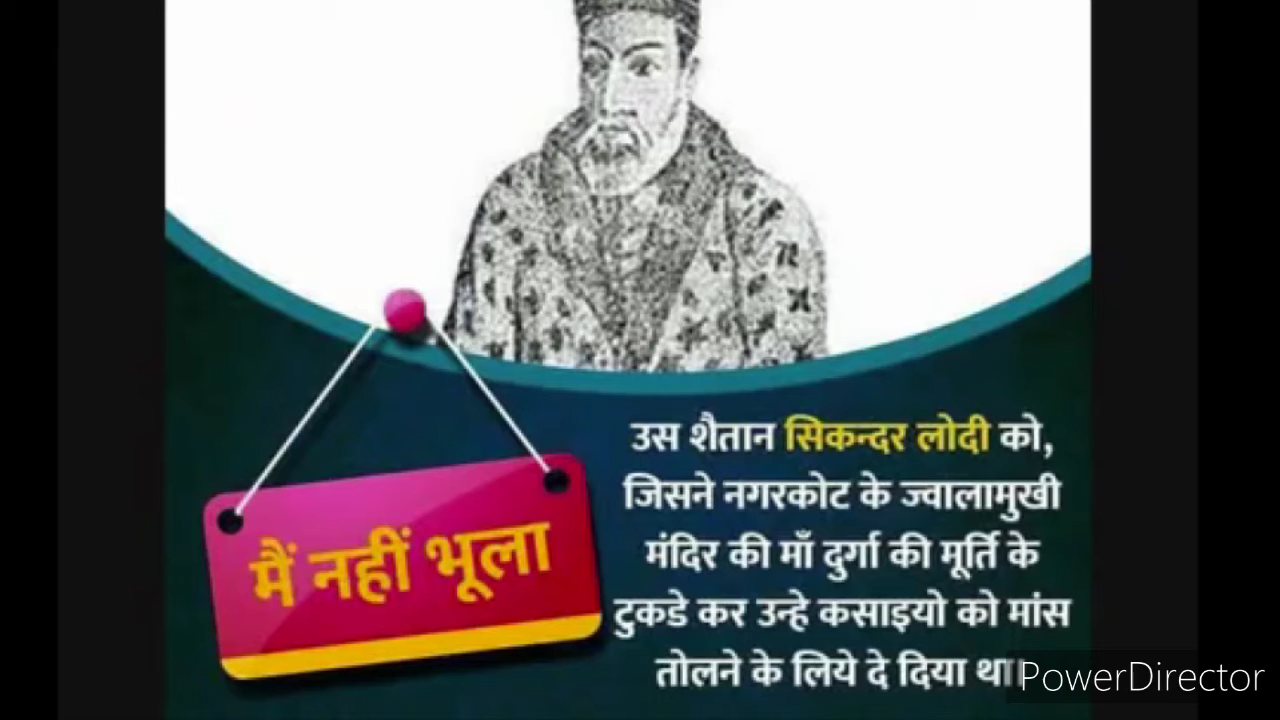 मैं नहीं भूला
उस शैतान सिकन्दर लोदी को,
जिसने नगरकोट के ज्वालामुखी
मंदिर की माँ दुर्गा की मूर्ति के
टुकडे कर उन्हे कसाइयो को मांस
तोलने के लिये दे दिया था।
PowerDirector